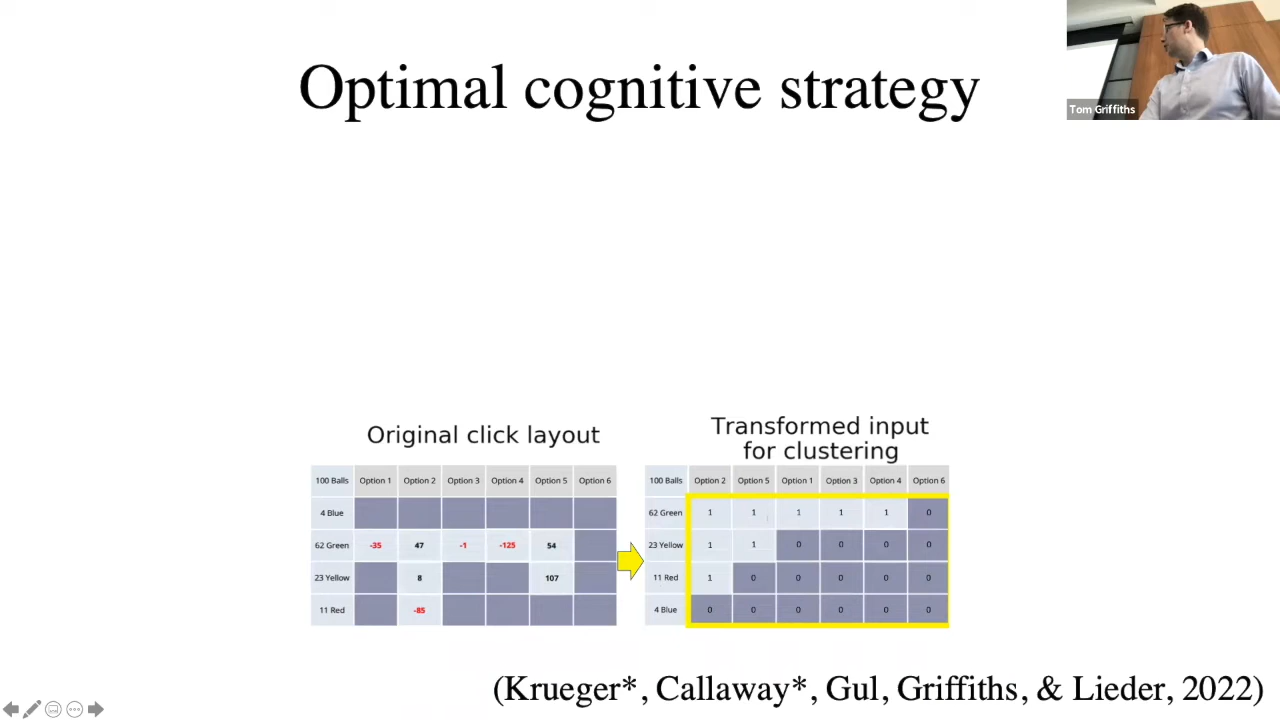 Optimal cognitive strategy
Tom Griffiths
Original click layout
100 Balls Option 1 Option 2 Option 3 Option 4 Option 5 Option 6
4 Blue
62 Green -35 47 -1 -125 54
23 Yellow 8 107
11 Red -85
Transformed input
for clustering
100 Balls Option 2 Option 5 Option 1 Option 3 Option 4 Option 6
62 Green 1 1 1 1 1 0
23 Yellow 1 1 0 0 0 0
11 Red 1 0 0 0 0 0
4 Blue 0 0 0 0 0 0
(Krueger*, Callaway*, Gul, Griffiths, & Lieder, 2022)